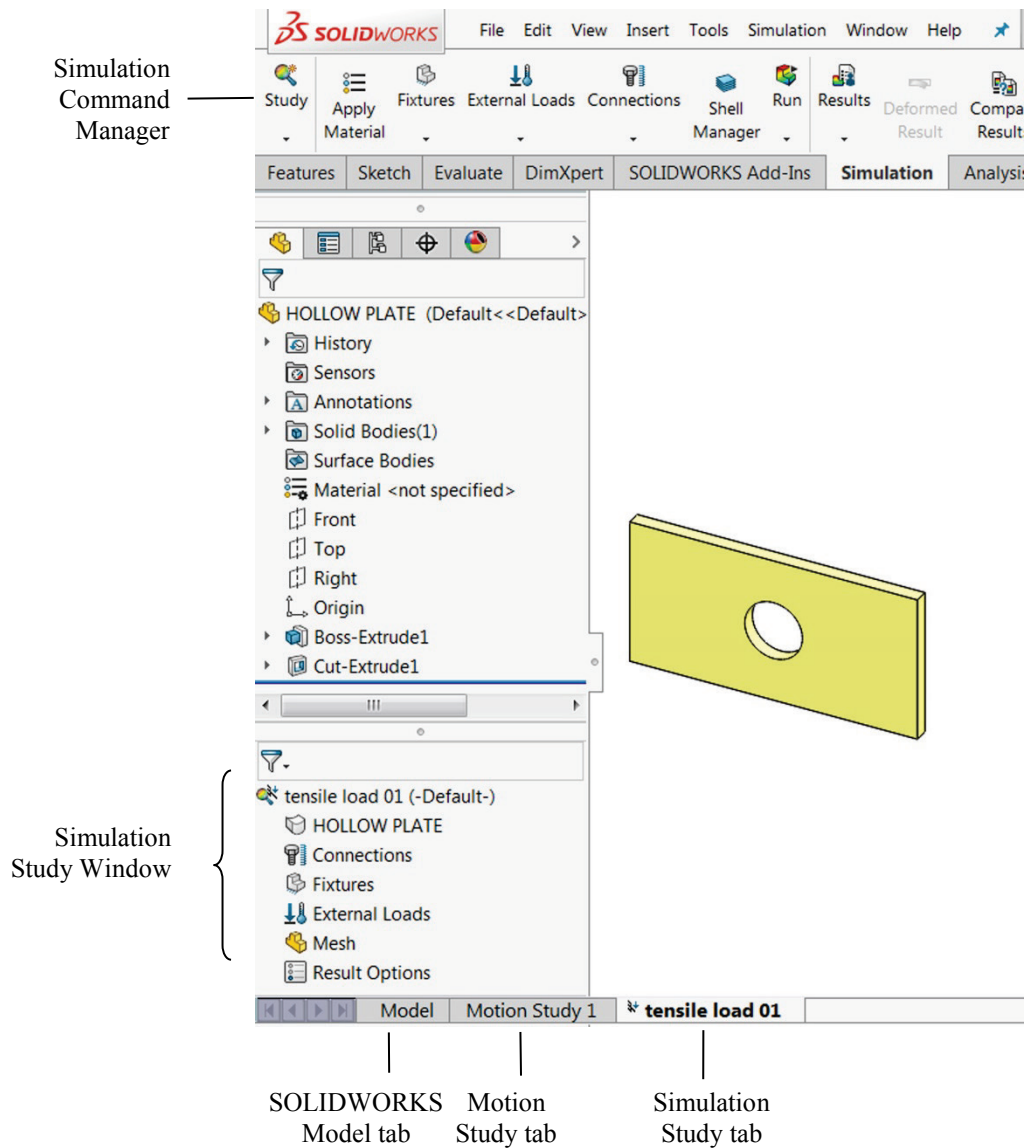 SOLIDWORKS File Edit View Insert Tools Simulation Window Help
Simulation
Command
Manager
Study Apply Material Fixtures External Loads Connections Shell Manager Run Results Deformed Result Compa Result
Features Sketch Evaluate DimXpert SOLIDWORKS Add-Ins Simulation Analysis
HOLLOW PLATE (Default<<Default>
History
Sensors
Annotations
Solid Bodies(1)
Surface Bodies
Material <not specified>
Front
Top
Right
Origin
Boss-Extrude1
Cut-Extrude1
Simulation
Study Window
tensile load 01 (-Default-)
HOLLOW PLATE
Connections
Fixtures
External Loads
Mesh
Result Options
Model Motion Study 1 tensile load 01
SOLIDWORKS
Model tab
Motion
Study tab
Simulation
Study tab